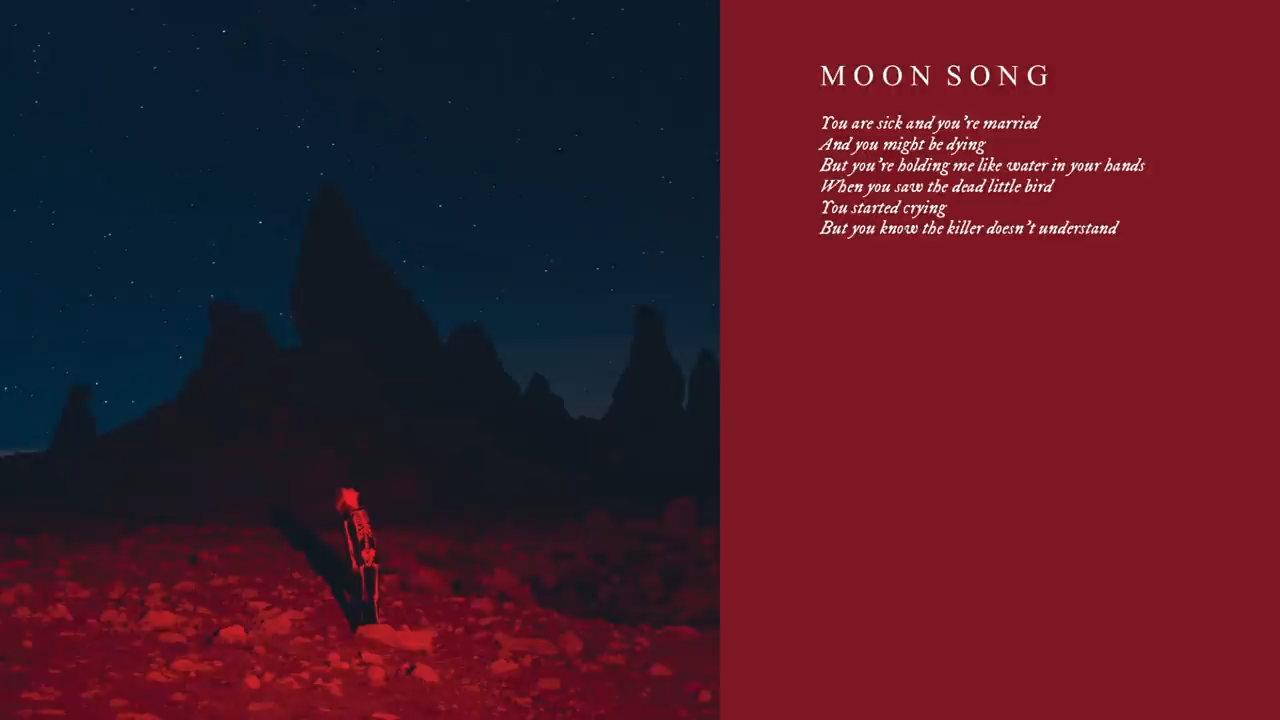 MOON SONG
You are sick and you're married
And you might be dying
But you're holding me like water in your hands
When you saw the dead little bird
You started crying
But you know the killer doesn't understand